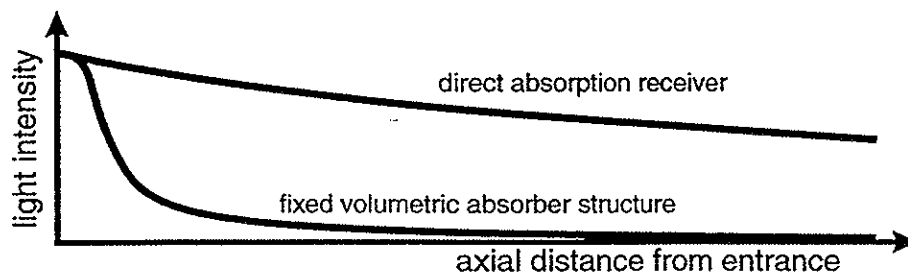 light intensity
direct absorption receiver
fixed volumetric absorber structure
axial distance from entrance